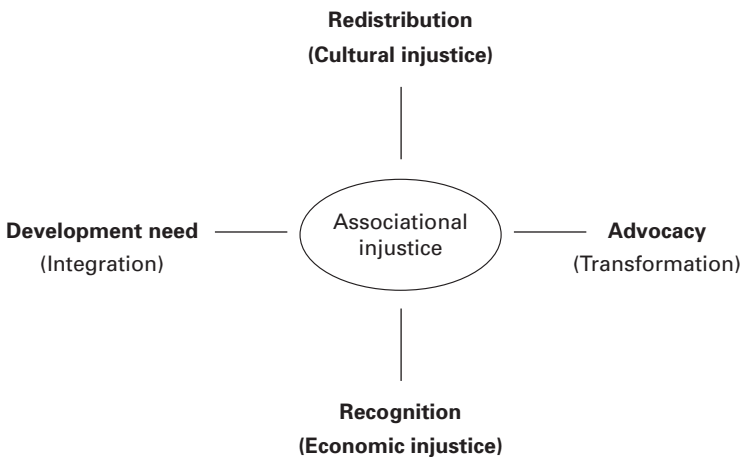 Redistribution
(Cultural injustice)
Associational
injustice
Development need
(Integration)
Advocacy
(Transformation)
Recognition
(Economic injustice)